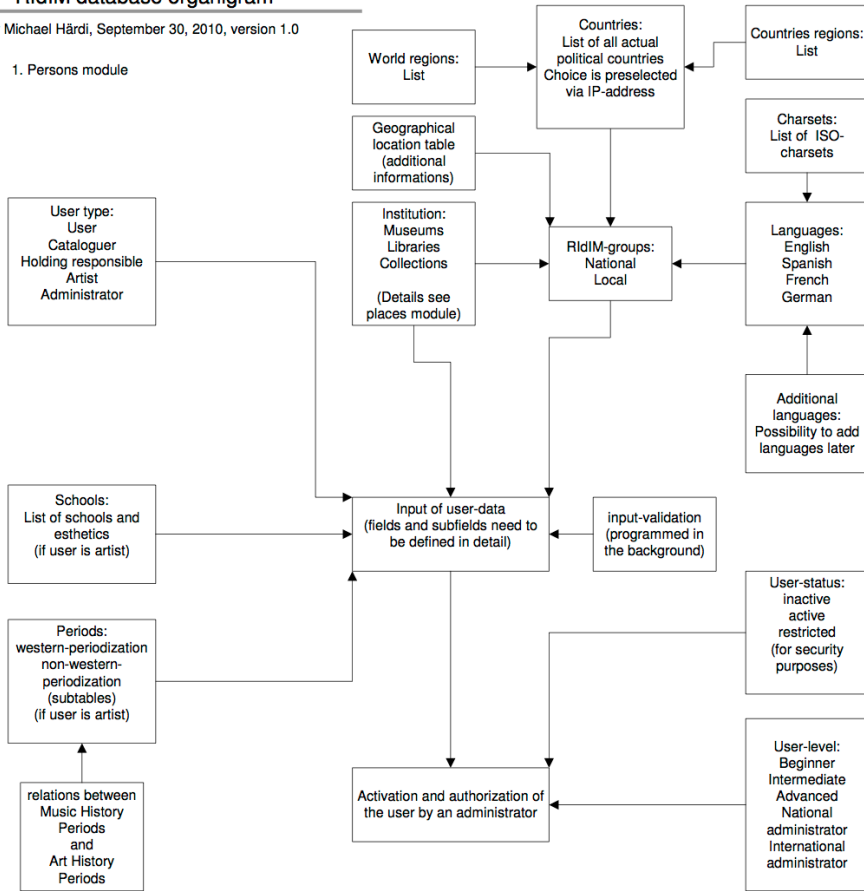 RIdIM database organigram
Michael Härdi, September 30, 2010, version 1.0
1. Persons module
World regions:
List
Countries:
List of all actual
political countries
Choice is preselected
via IP-address
Countries regions:
List
Geographical
location table
(additional
informations)
Charsets:
List of ISO-
charsets
User type:
User
Cataloguer
Holding responsible
Artist
Administrator
Institution:
Museums
Libraries
Collections
(Details see
places module)
RIdIM-groups:
National
Local
Languages:
English
Spanish
French
German
Additional
languages:
Possibility to add
languages later
Schools:
List of schools and
esthetics
(if user is artist)
Input of user-data
(fields and subfields need to
be defined in detail)
input-validation
(programmed in
the background)
User-status:
inactive
active
restricted
(for security
purposes)
Periods:
western-periodization
non-western-
periodization
(subtables)
(if user is artist)
Activation and authorization of
the user by an administrator
User-level:
Beginner
Intermediate
Advanced
National
administrator
International
administrator
relations between
Music History
Periods
and
Art History
Periods